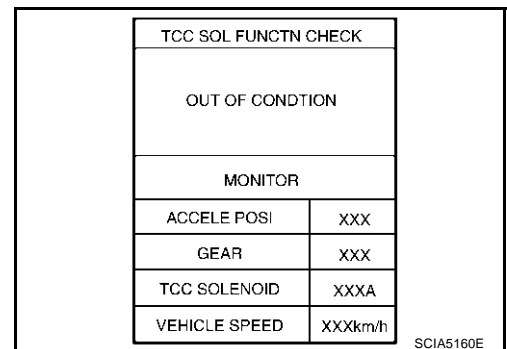 TCC SOL FUNCTN CHECK
OUT OF CONDTION
MONITOR
ACCELE POSI XXX
GEAR XXX
TCC SOLENOID XXXA
VEHICLE SPEED XXXkm/h
SCIA5160E